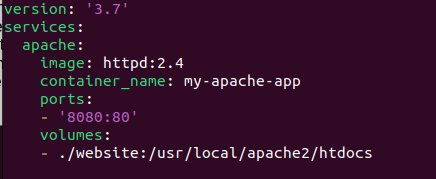 version: '3.7'
services:
  apache:
    image: httpd:2.4
    container_name: my-apache-app
    ports:
    - '8080:80'
    volumes:
    - ./website:/usr/local/apache2/htdocs